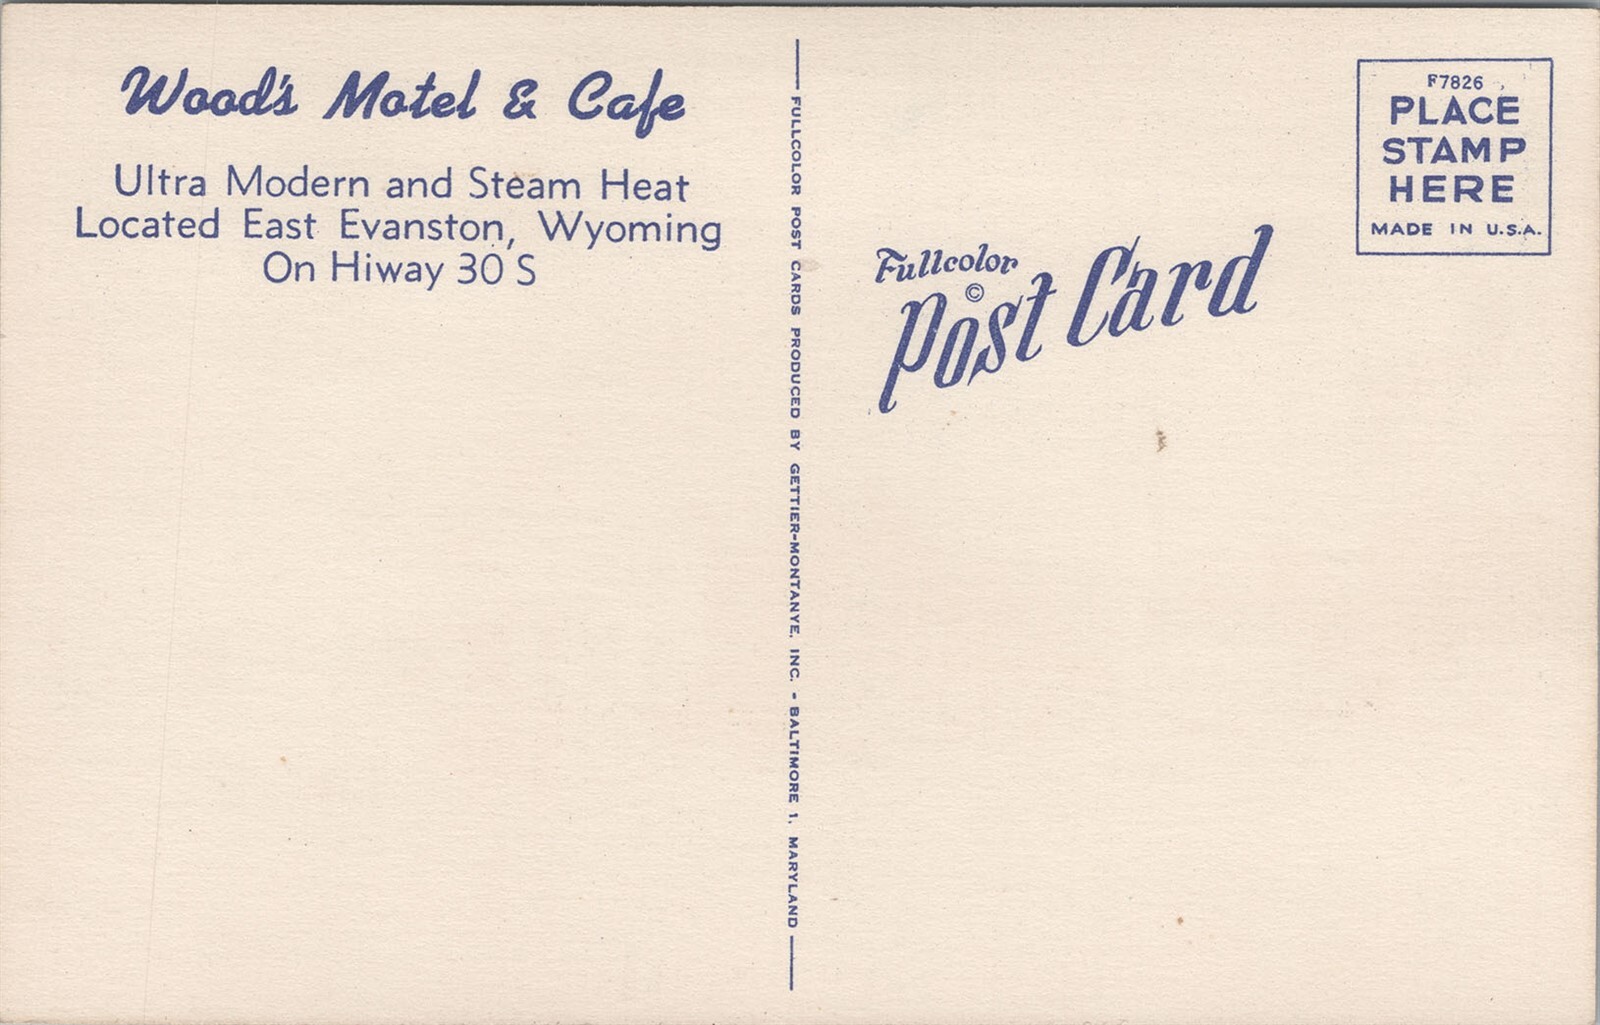 Wood's Motel & Cafe
Ultra Modern and Steam Heat
Located East Evanston, Wyoming
On Hiway 30 S
FULLCOLOR POST CARDS PRODUCED BY GETTIER-MONTANYE, INC. - BALTIMORE 1, MARYLAND
Fullcolor
©
Post Card
F7826
PLACE
STAMP
HERE
MADE IN U.S.A.